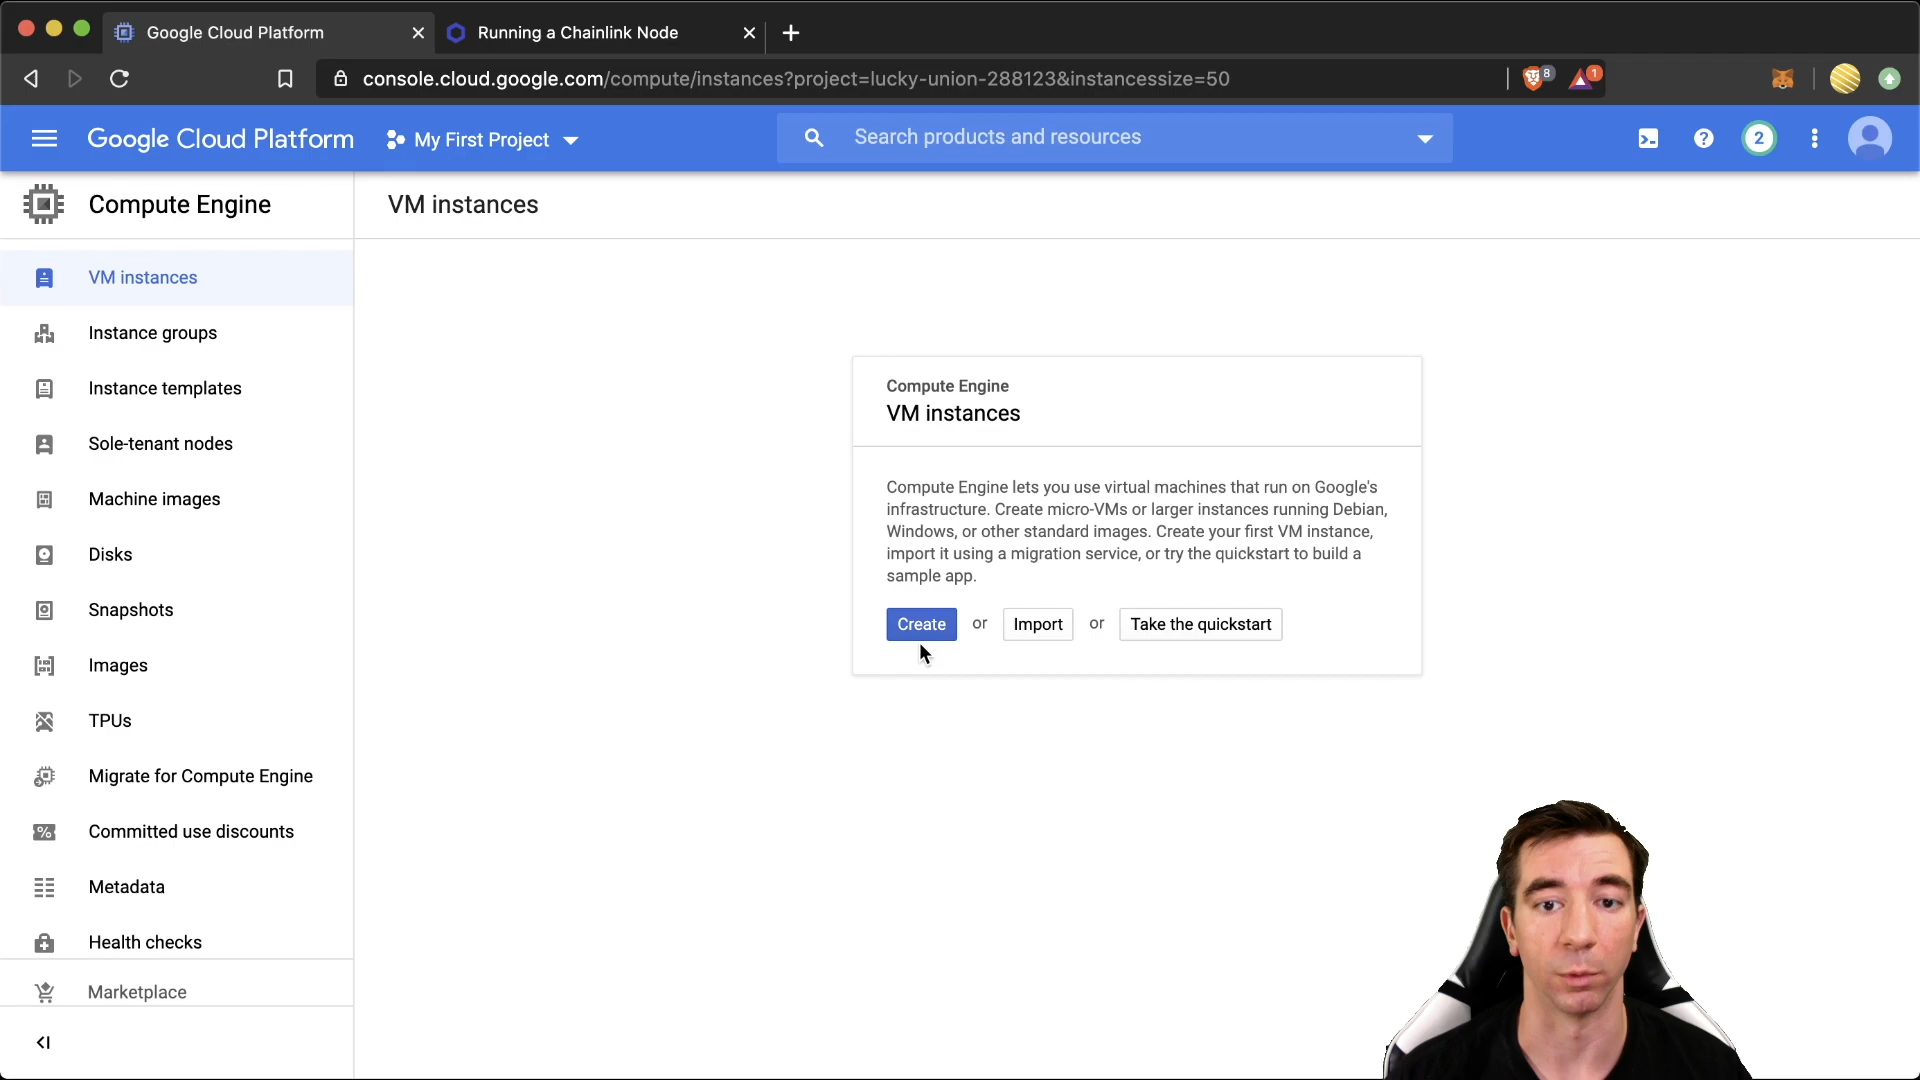 Google Cloud Platform
Running a Chainlink Node
console.cloud.google.com/compute/instances?project=lucky-union-288123&instancessize=50
8
1
Google Cloud Platform
My First Project
Search products and resources
2
Compute Engine
VM instances
VM instances
Instance groups
Instance templates
Sole-tenant nodes
Machine images
Disks
Snapshots
Images
TPUs
Migrate for Compute Engine
Committed use discounts
Metadata
Health checks
Marketplace
Compute Engine
VM instances
Compute Engine lets you use virtual machines that run on Google's
infrastructure. Create micro-VMs or larger instances running Debian,
Windows, or other standard images. Create your first VM instance,
import it using a migration service, or try the quickstart to build a
sample app.
Create or Import or Take the quickstart